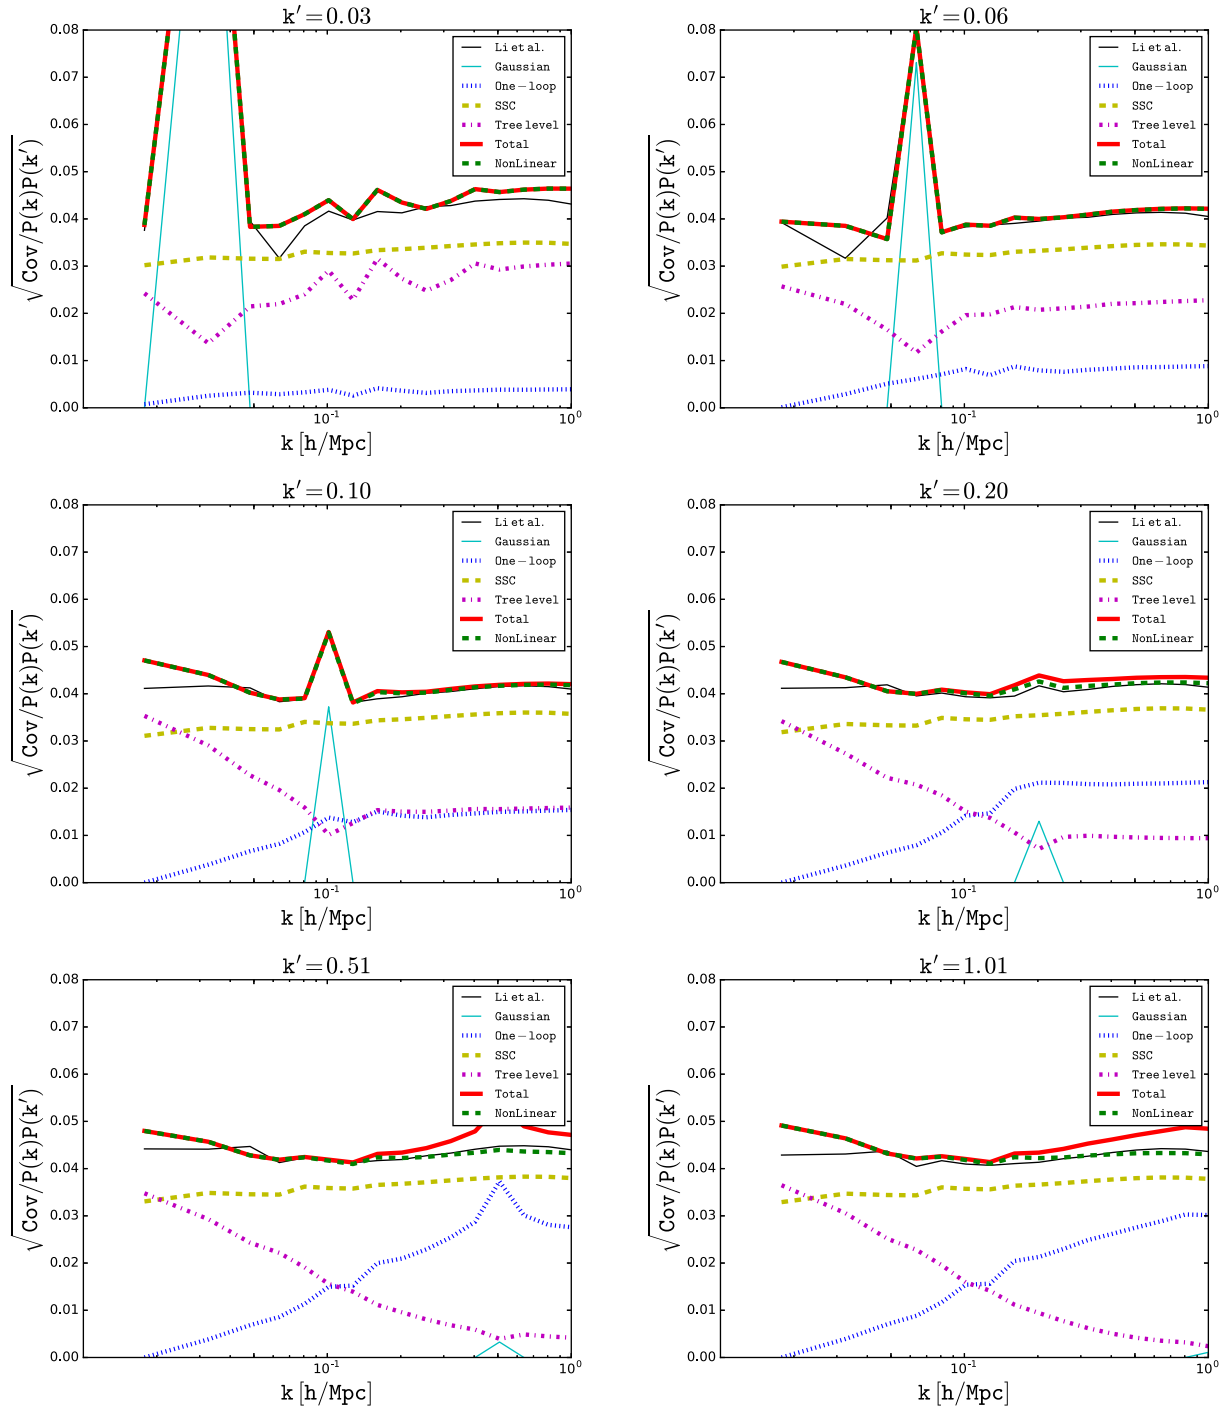 k′=0.03
0.08
0.07
0.06
0.05
0.04
0.03
0.02
0.01
0.00
√Cov/P(k)P(k′)
Li et al.
Gaussian
One−loop
SSC
Tree level
Total
NonLinear
10⁻¹
10⁰
k [h/Mpc]
k′=0.06
0.08
0.07
0.06
0.05
0.04
0.03
0.02
0.01
0.00
√Cov/P(k)P(k′)
Li et al.
Gaussian
One−loop
SSC
Tree level
Total
NonLinear
10⁻¹
10⁰
k [h/Mpc]
k′=0.10
0.08
0.07
0.06
0.05
0.04
0.03
0.02
0.01
0.00
√Cov/P(k)P(k′)
Li et al.
Gaussian
One−loop
SSC
Tree level
Total
NonLinear
10⁻¹
10⁰
k [h/Mpc]
k′=0.20
0.08
0.07
0.06
0.05
0.04
0.03
0.02
0.01
0.00
√Cov/P(k)P(k′)
Li et al.
Gaussian
One−loop
SSC
Tree level
Total
NonLinear
10⁻¹
10⁰
k [h/Mpc]
k′=0.51
0.08
0.07
0.06
0.05
0.04
0.03
0.02
0.01
0.00
√Cov/P(k)P(k′)
Li et al.
Gaussian
One−loop
SSC
Tree level
Total
NonLinear
10⁻¹
10⁰
k [h/Mpc]
k′=1.01
0.08
0.07
0.06
0.05
0.04
0.03
0.02
0.01
0.00
√Cov/P(k)P(k′)
Li et al.
Gaussian
One−loop
SSC
Tree level
Total
NonLinear
10⁻¹
10⁰
k [h/Mpc]